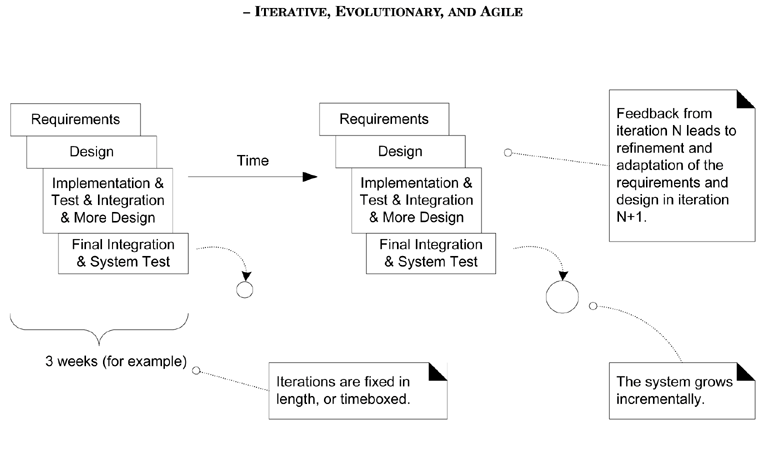 – ITERATIVE, EVOLUTIONARY, AND AGILE
Requirements
Design
Implementation &
Test & Integration
& More Design
Final Integration
& System Test
Time
Requirements
Design
Implementation &
Test & Integration
& More Design
Final Integration
& System Test
Feedback from
iteration N leads to
refinement and
adaptation of the
requirements and
design in iteration
N+1.
3 weeks (for example)
Iterations are fixed in
length, or timeboxed.
The system grows
incrementally.